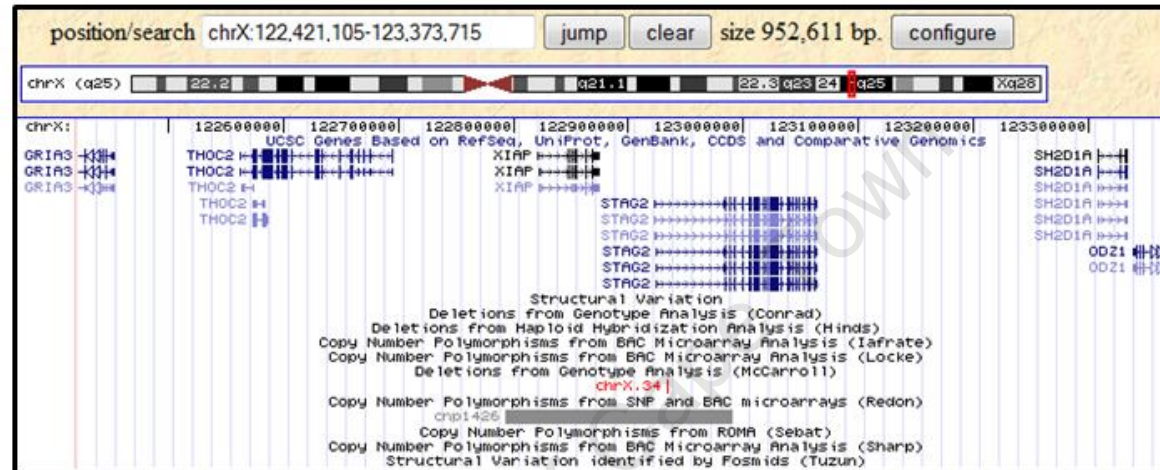 position/search chrX:122,421,105-123,373,715 jump clear size 952,611 bp. configure
chrX (q25) 22.2 q21.1 22.3 q23 24 q25 Xq28
chrX: 122600000| 122700000| 122800000| 122900000| 123000000| 123100000| 123200000| 123300000|
UCSC Genes Based on RefSeq, UniProt, GenBank, CCDS and Comparative Genomics
GRIA3 THOC2 XIAP SH2D1A
GRIA3 THOC2 XIAP SH2D1A
GRIA3 THOC2 XIAP SH2D1A
THOC2 STAG2 SH2D1A
STAG2 SH2D1A
STAG2 SH2D1A
STAG2 ODZ1
STAG2 ODZ1
STAG2
Structural Variation
Deletions from Genotype Analysis (Conrad)
Deletions from Haploid Hybridization Analysis (Hinds)
Copy Number Polymorphisms from BAC Microarray Analysis (Iafrate)
Copy Number Polymorphisms from BAC Microarray Analysis (Locke)
Deletions from Genotype Analysis (McCarroll)
chrX.34
Copy Number Polymorphisms from SNP and BAC microarrays (Redon)
cnp1426
Copy Number Polymorphisms from ROMA (Sebat)
Copy Number Polymorphisms from BAC Microarray Analysis (Sharp)
Structural Variation identified by Fosmids (Tuzun)